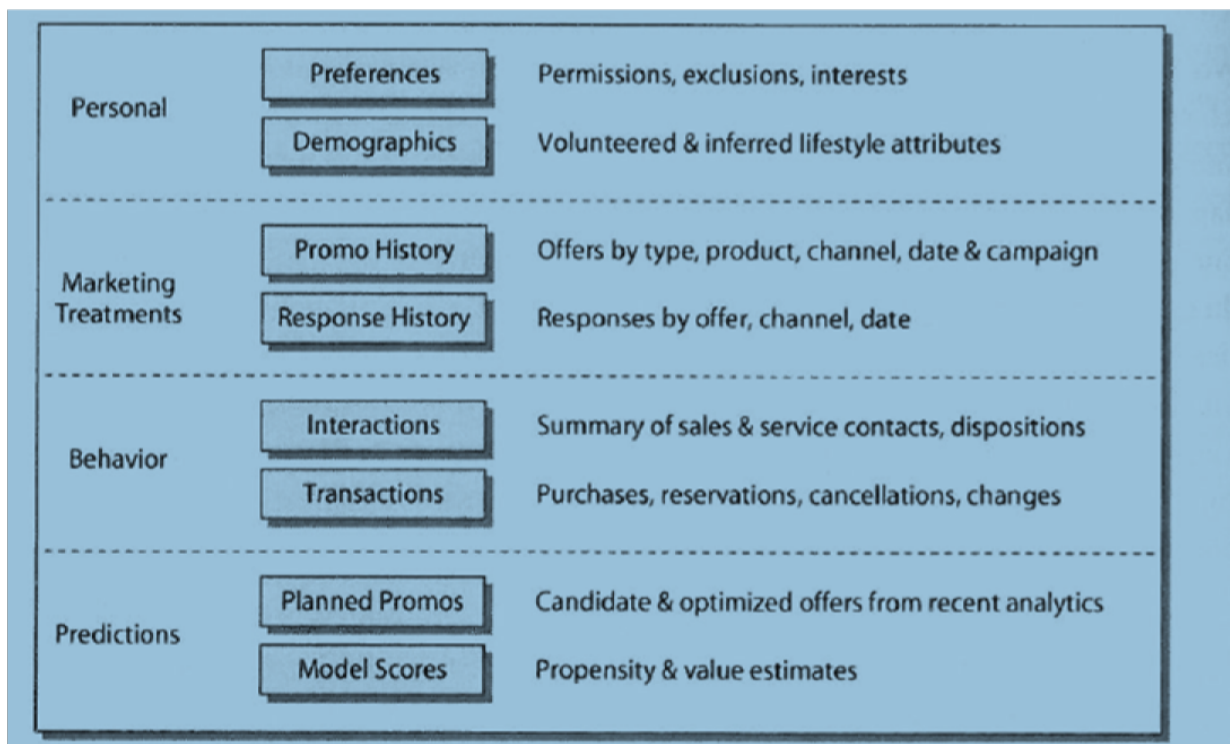 Personal
Preferences
Permissions, exclusions, interests
Demographics
Volunteered & inferred lifestyle attributes
Marketing
Treatments
Promo History
Offers by type, product, channel, date & campaign
Response History
Responses by offer, channel, date
Behavior
Interactions
Summary of sales & service contacts, dispositions
Transactions
Purchases, reservations, cancellations, changes
Predictions
Planned Promos
Candidate & optimized offers from recent analytics
Model Scores
Propensity & value estimates